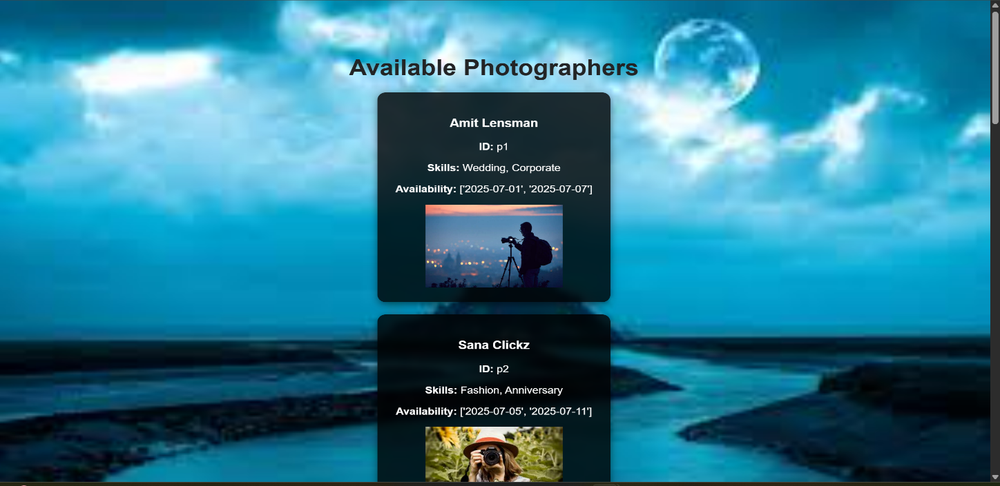 Available Photographers
Amit Lensman
ID: p1
Skills: Wedding, Corporate
Availability: ['2025-07-01', '2025-07-07']
Sana Clickz
ID: p2
Skills: Fashion, Anniversary
Availability: ['2025-07-05', '2025-07-11']